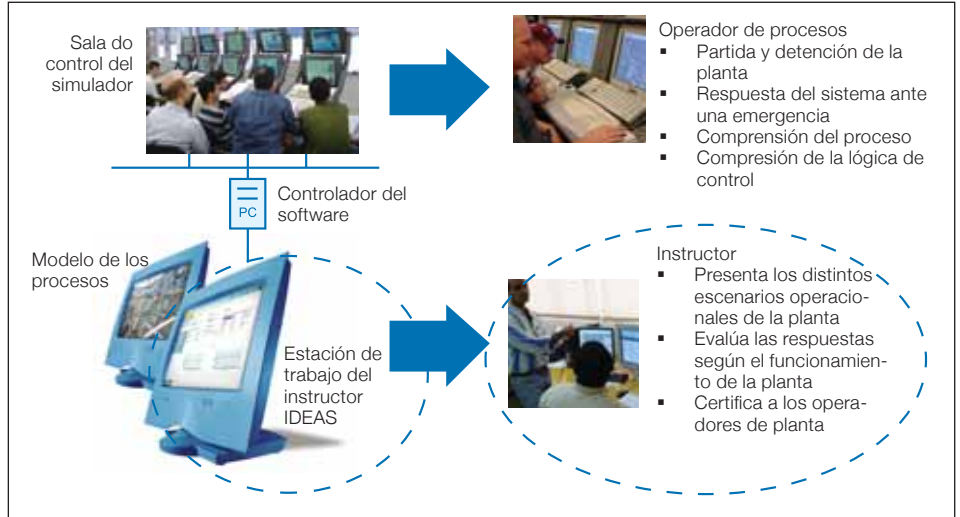 Sala do
control del
simulador
Operador de procesos
▪ Partida y detención de la
planta
▪ Respuesta del sistema ante
una emergencia
▪ Comprensión del proceso
▪ Compresión de la lógica de
control
PC
Controlador del
software
Modelo de los
procesos
Estación de
trabajo del
instructor
IDEAS
Instructor
▪ Presenta los distintos
escenarios operacio-
nales de la planta
▪ Evalúa las respuestas
según el funcionamien-
to de la planta
▪ Certifica a los opera-
dores de planta